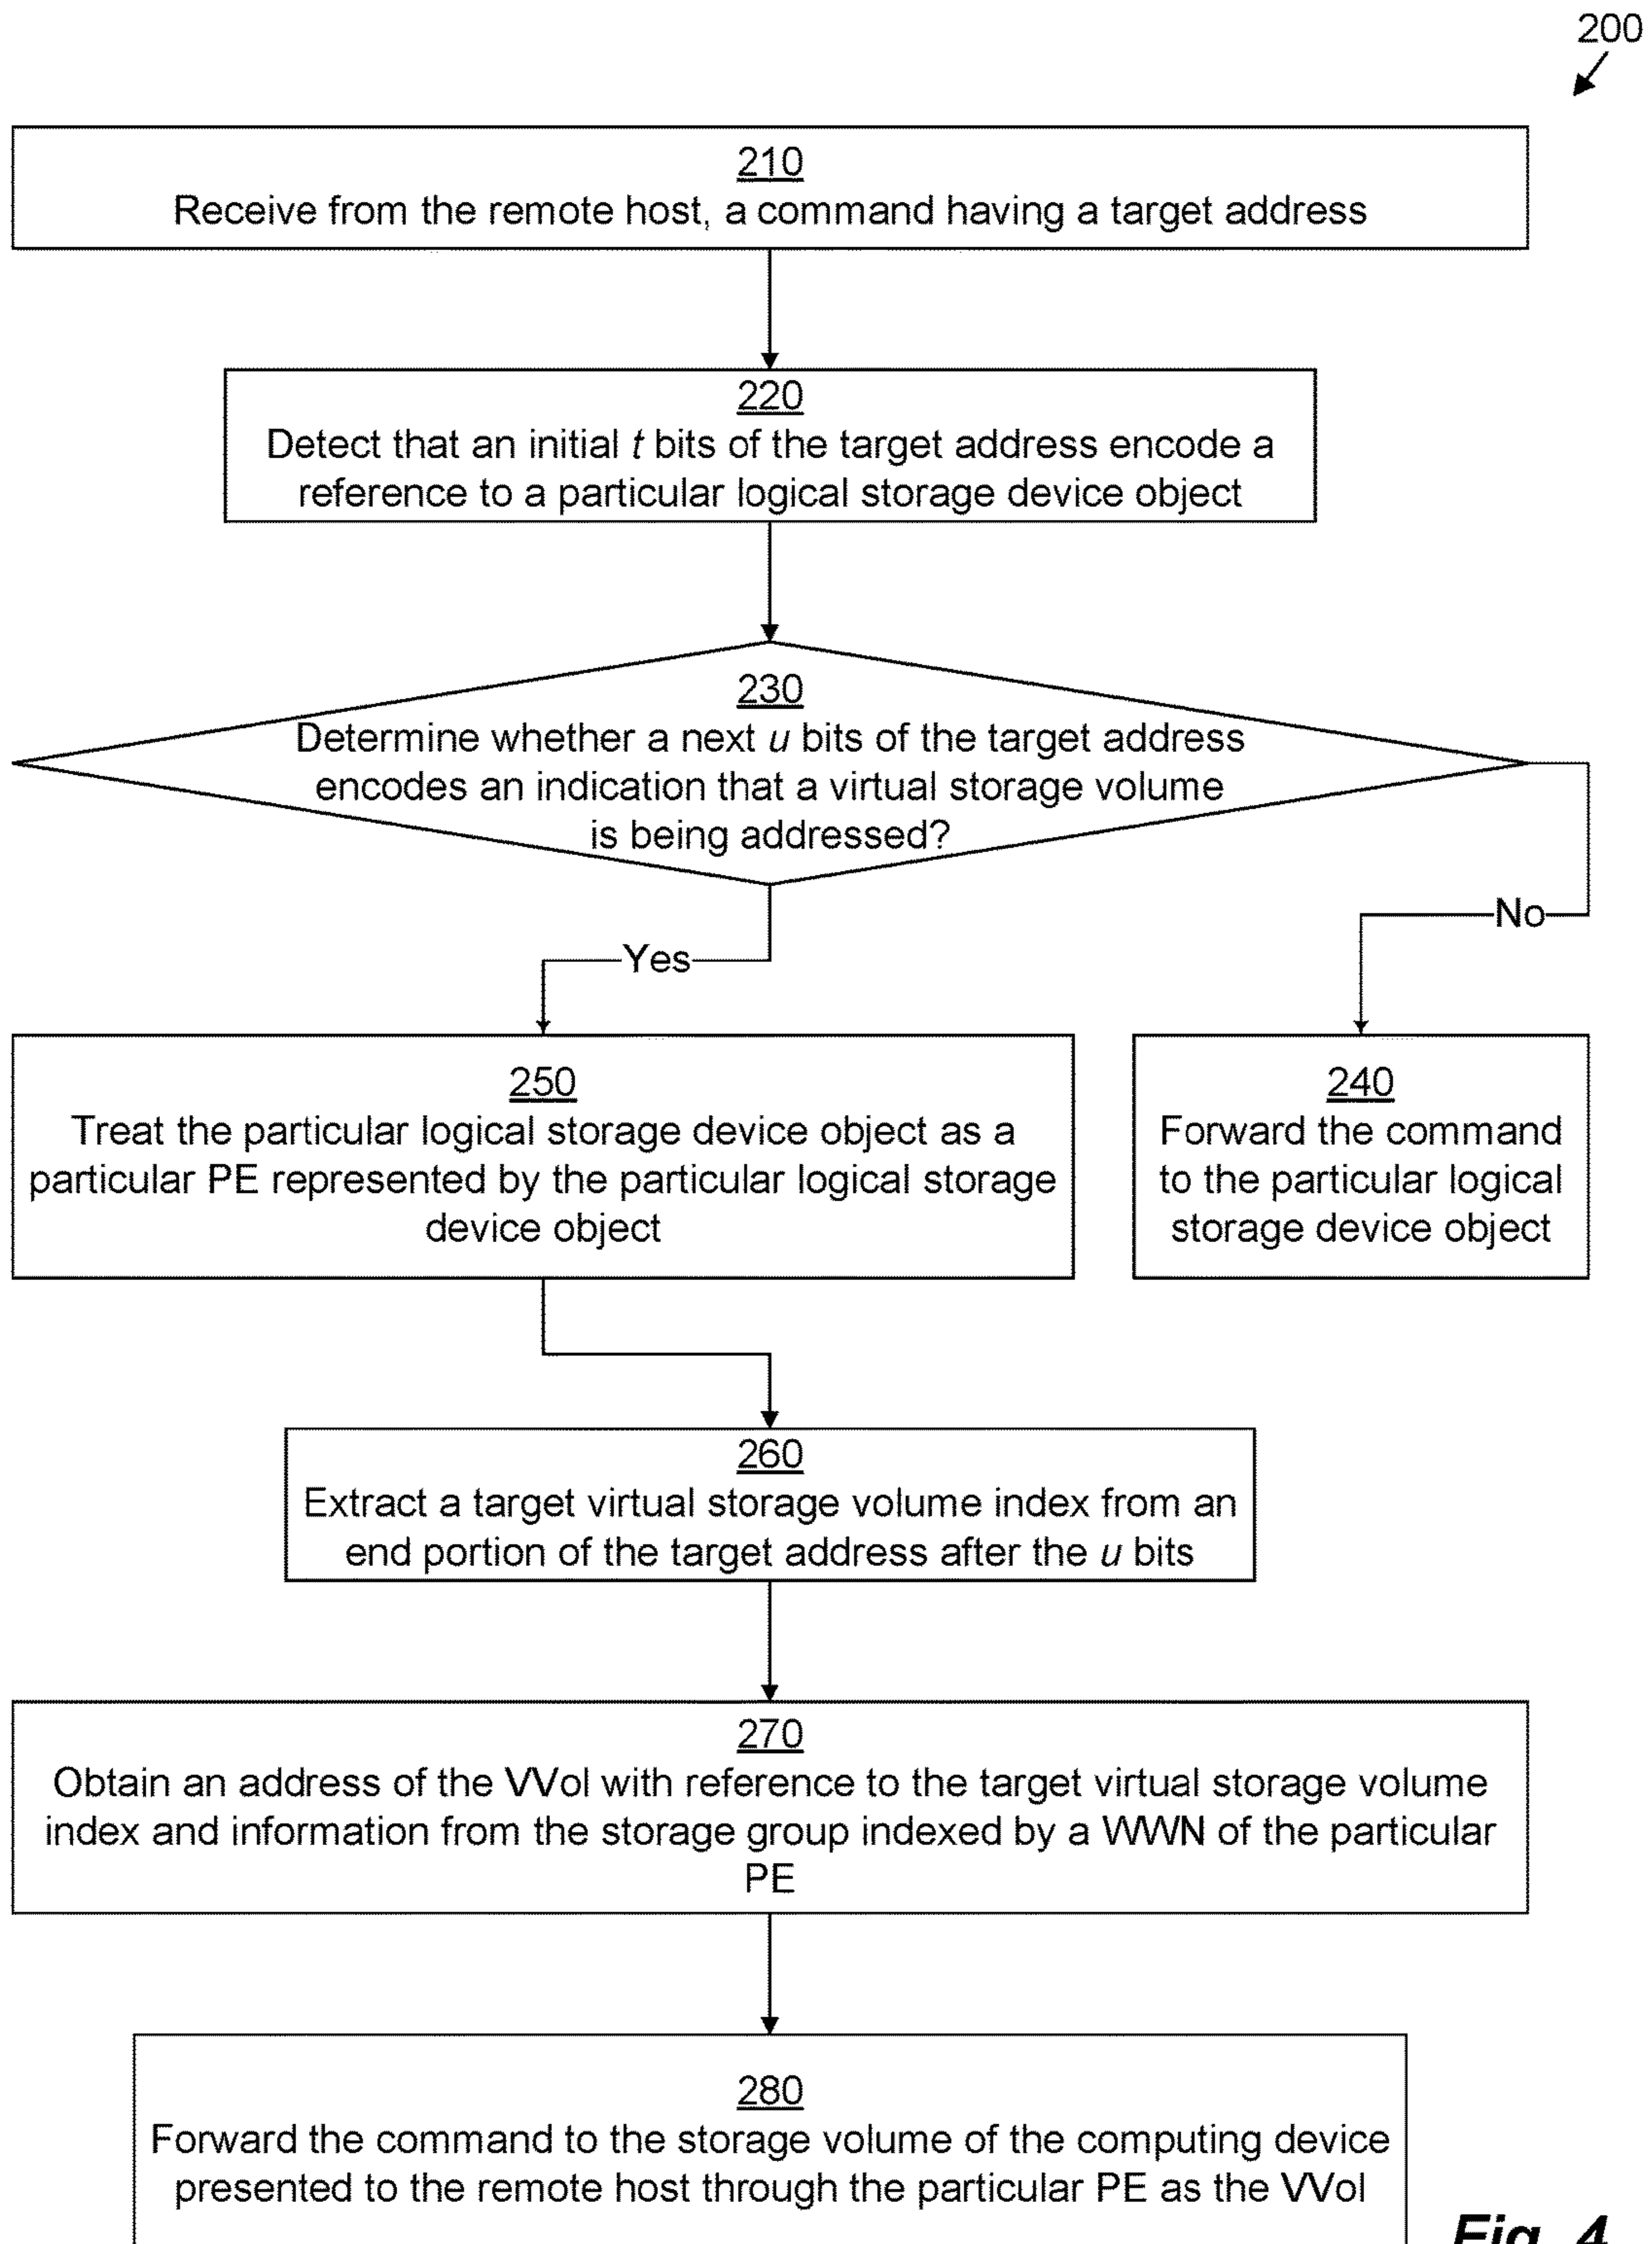 200
210
Receive from the remote host, a command having a target address
220
Detect that an initial t bits of the target address encode a
reference to a particular logical storage device object
230
Determine whether a next u bits of the target address
encodes an indication that a virtual storage volume
is being addressed?
No
Yes
250
Treat the particular logical storage device object as a
particular PE represented by the particular logical storage
device object
240
Forward the command
to the particular logical
storage device object
260
Extract a target virtual storage volume index from an
end portion of the target address after the u bits
270
Obtain an address of the VVol with reference to the target virtual storage volume
index and information from the storage group indexed by a WWN of the particular
PE
280
Forward the command to the storage volume of the computing device
presented to the remote host through the particular PE as the VVol
Fig. 4